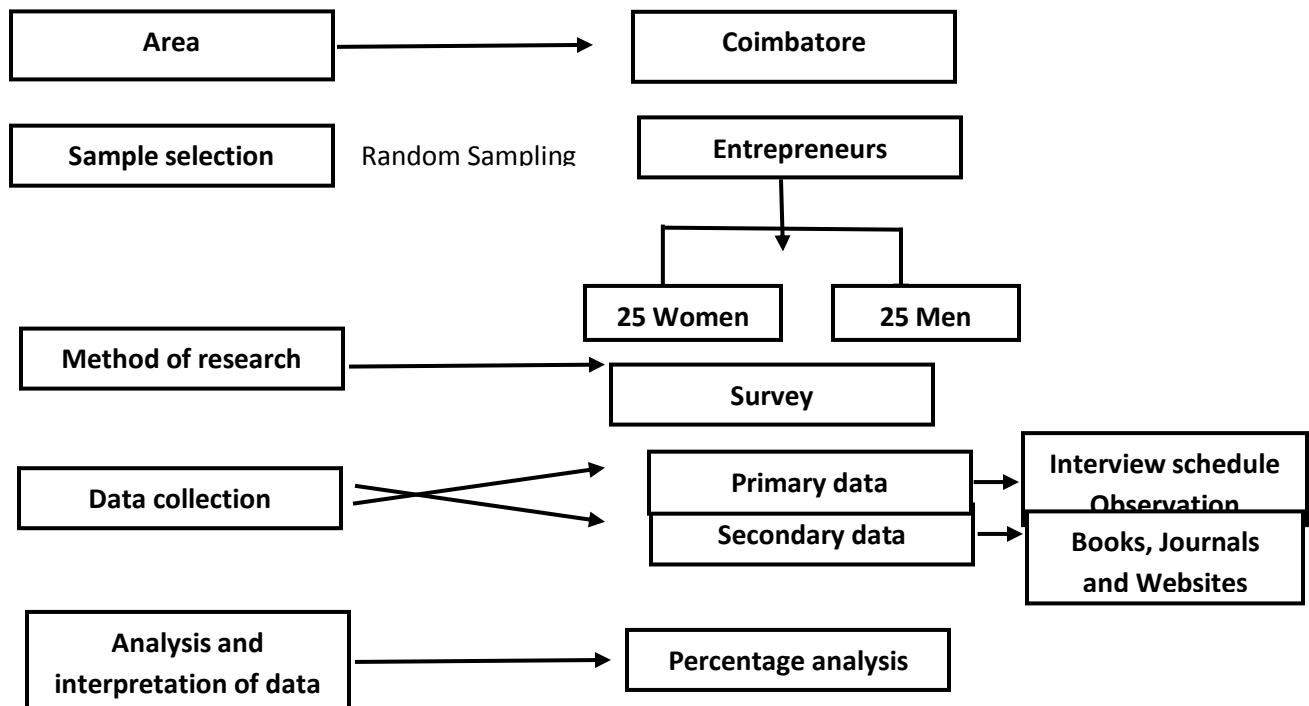 Area
Coimbatore
Sample selection
Random Sampling
Entrepreneurs
25 Women
25 Men
Method of research
Survey
Data collection
Primary data
Interview schedule
Observation
Secondary data
Books, Journals
and Websites
Analysis and
interpretation of data
Percentage analysis